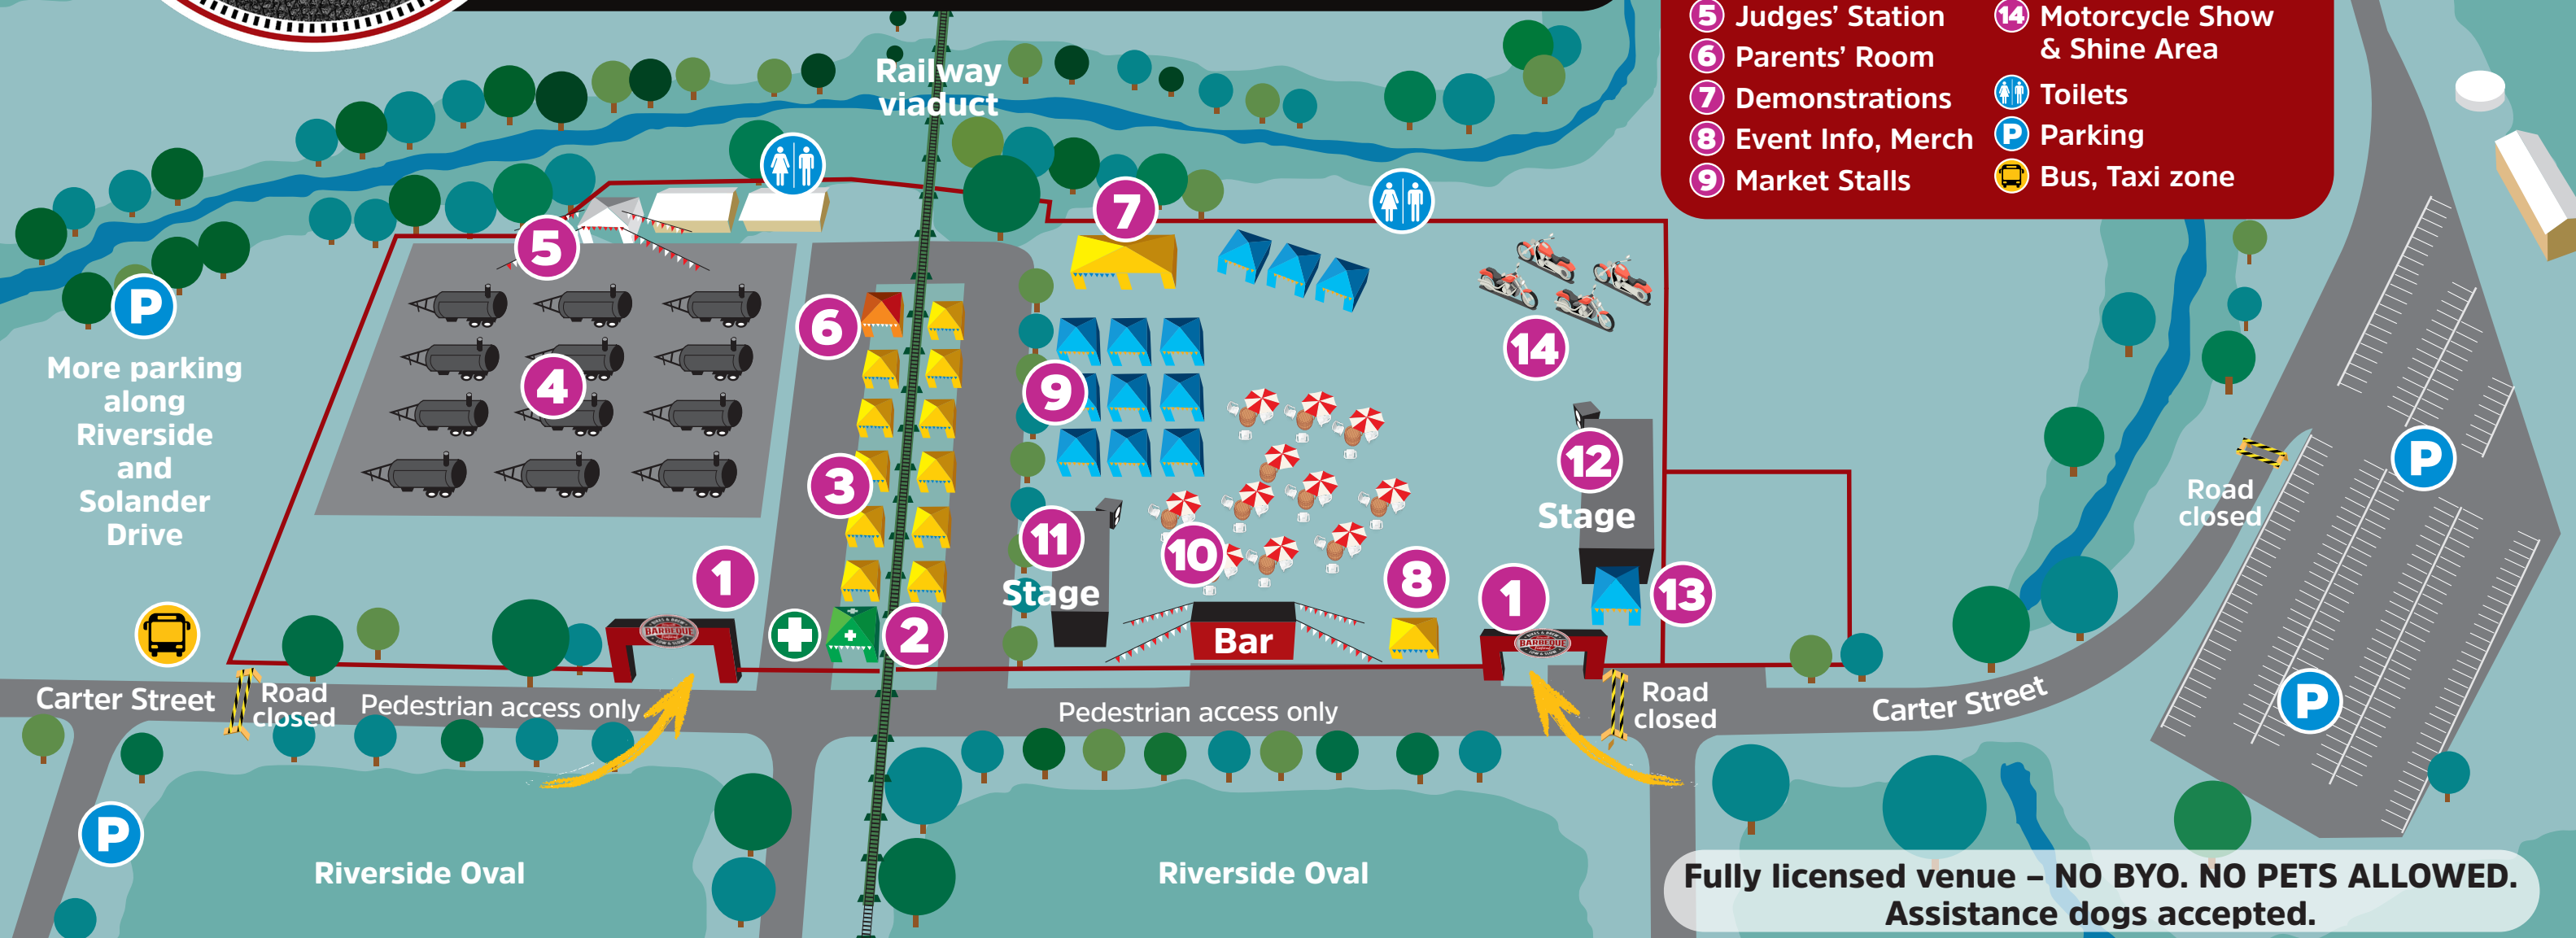 5 Judges' Station
6 Parents' Room
7 Demonstrations
8 Event Info, Merch
9 Market Stalls
14 Motorcycle Show
& Shine Area
Toilets
P Parking
Bus, Taxi zone
Railway
viaduct
5
7
6
14
P
More parking
along
Riverside
and
Solander
Drive
4
9
3
12
Stage
11
Stage
10
1
8
1
13
2
Bar
BARBEQUE
BARBEQUE
Road
closed
P
P
Carter Street
Road
closed
Pedestrian access only
Pedestrian access only
Road
closed
Carter Street
P
Riverside Oval
Riverside Oval
Fully licensed venue – NO BYO. NO PETS ALLOWED.
Assistance dogs accepted.